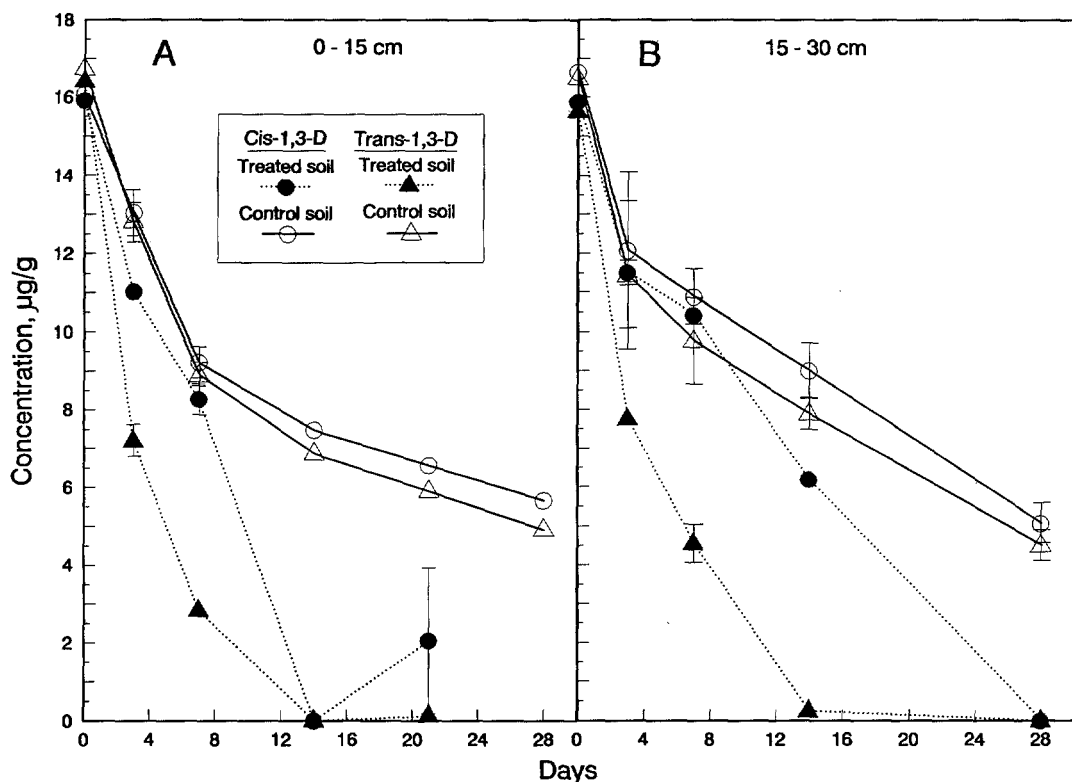 A
0 - 15 cm
B
15 - 30 cm
Cis-1,3-D Trans-1,3-D
Treated soil Treated soil
Control soil Control soil
Concentration, µg/g
18
16
14
12
10
8
6
4
2
0
0 4 8 12 16 20 24 28
0 4 8 12 16 20 24 28
Days